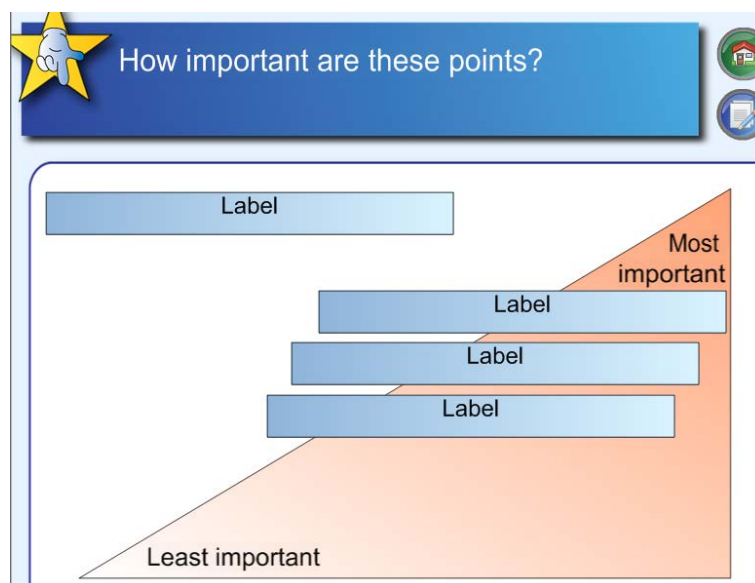 How important are these points?
Label
Most
important
Label
Label
Label
Least important